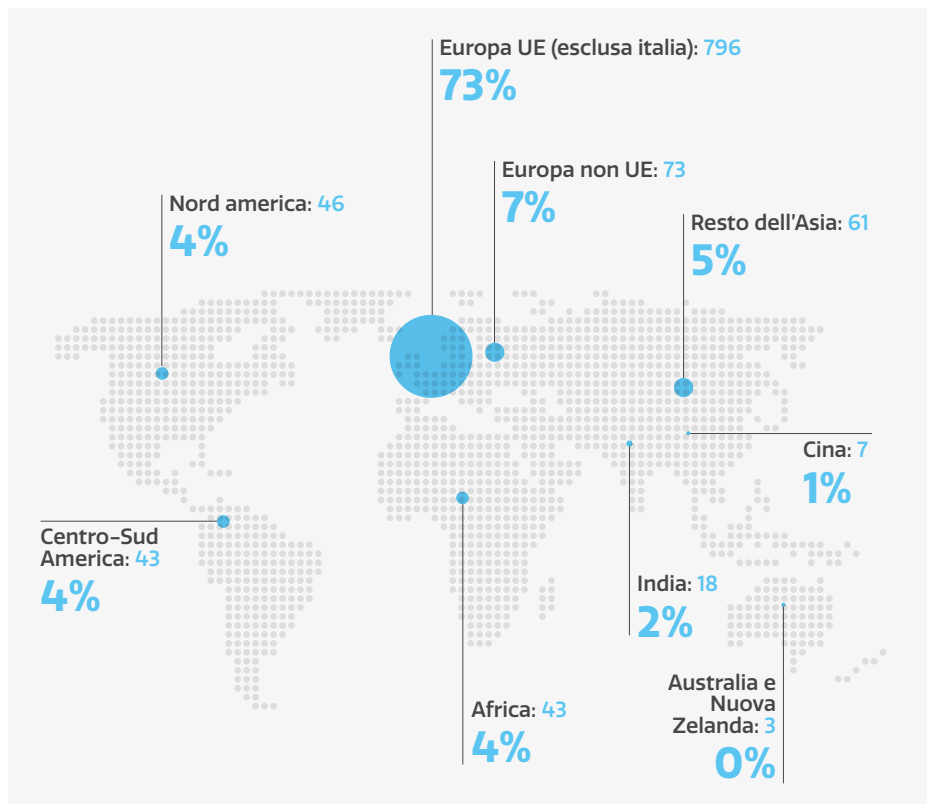 Europa UE (esclusa italia): 796
73%
Europa non UE: 73
7%
Nord america: 46
4%
Resto dell'Asia: 61
5%
Cina: 7
1%
Centro-Sud
America: 43
4%
India: 18
2%
Africa: 43
4%
Australia e
Nuova
Zelanda: 3
0%